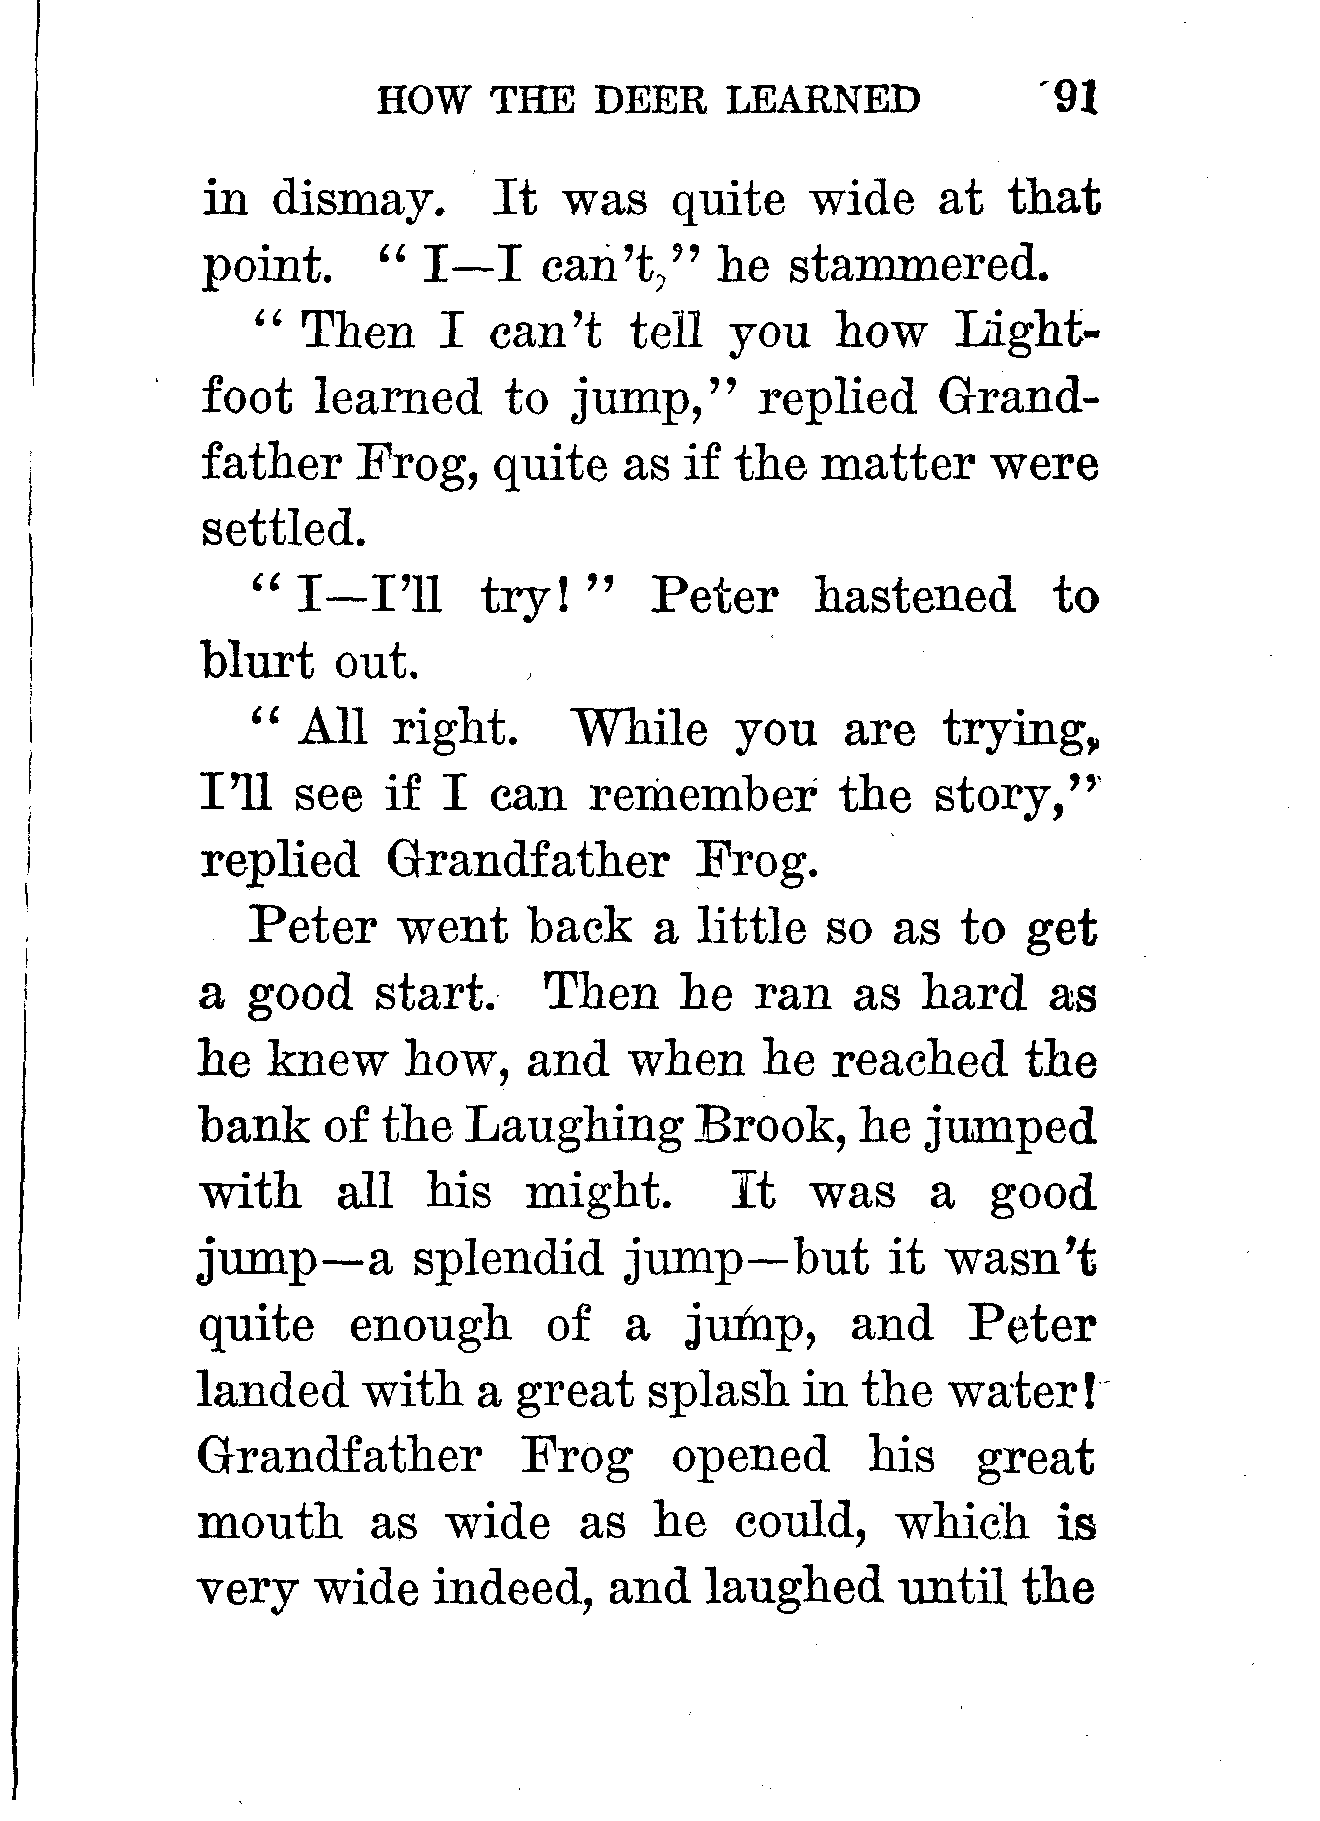 HOW THE DEER LEARNED 91
in dismay. It was quite wide at that
point. “ I—I can’t,” he stammered.
“ Then I can’t tell you how Light-
foot learned to jump,” replied Grand-
father Frog, quite as if the matter were
settled.
“ I—I’ll try! ” Peter hastened to
blurt out.
“ All right. While you are trying,
I’ll see if I can remember the story,”
replied Grandfather Frog.
Peter went back a little so as to get
a good start. Then he ran as hard as
he knew how, and when he reached the
bank of the Laughing Brook, he jumped
with all his might. It was a good
jump—a splendid jump—but it wasn’t
quite enough of a jump, and Peter
landed with a great splash in the water!
Grandfather Frog opened his great
mouth as wide as he could, which is
very wide indeed, and laughed until the